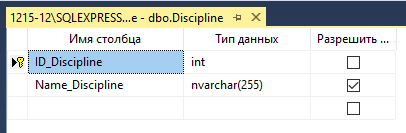 1215-12\SQLEXPRESS...e - dbo.Discipline
Имя столбца Тип данных Разрешить ...
ID_Discipline int
Name_Discipline nvarchar(255)